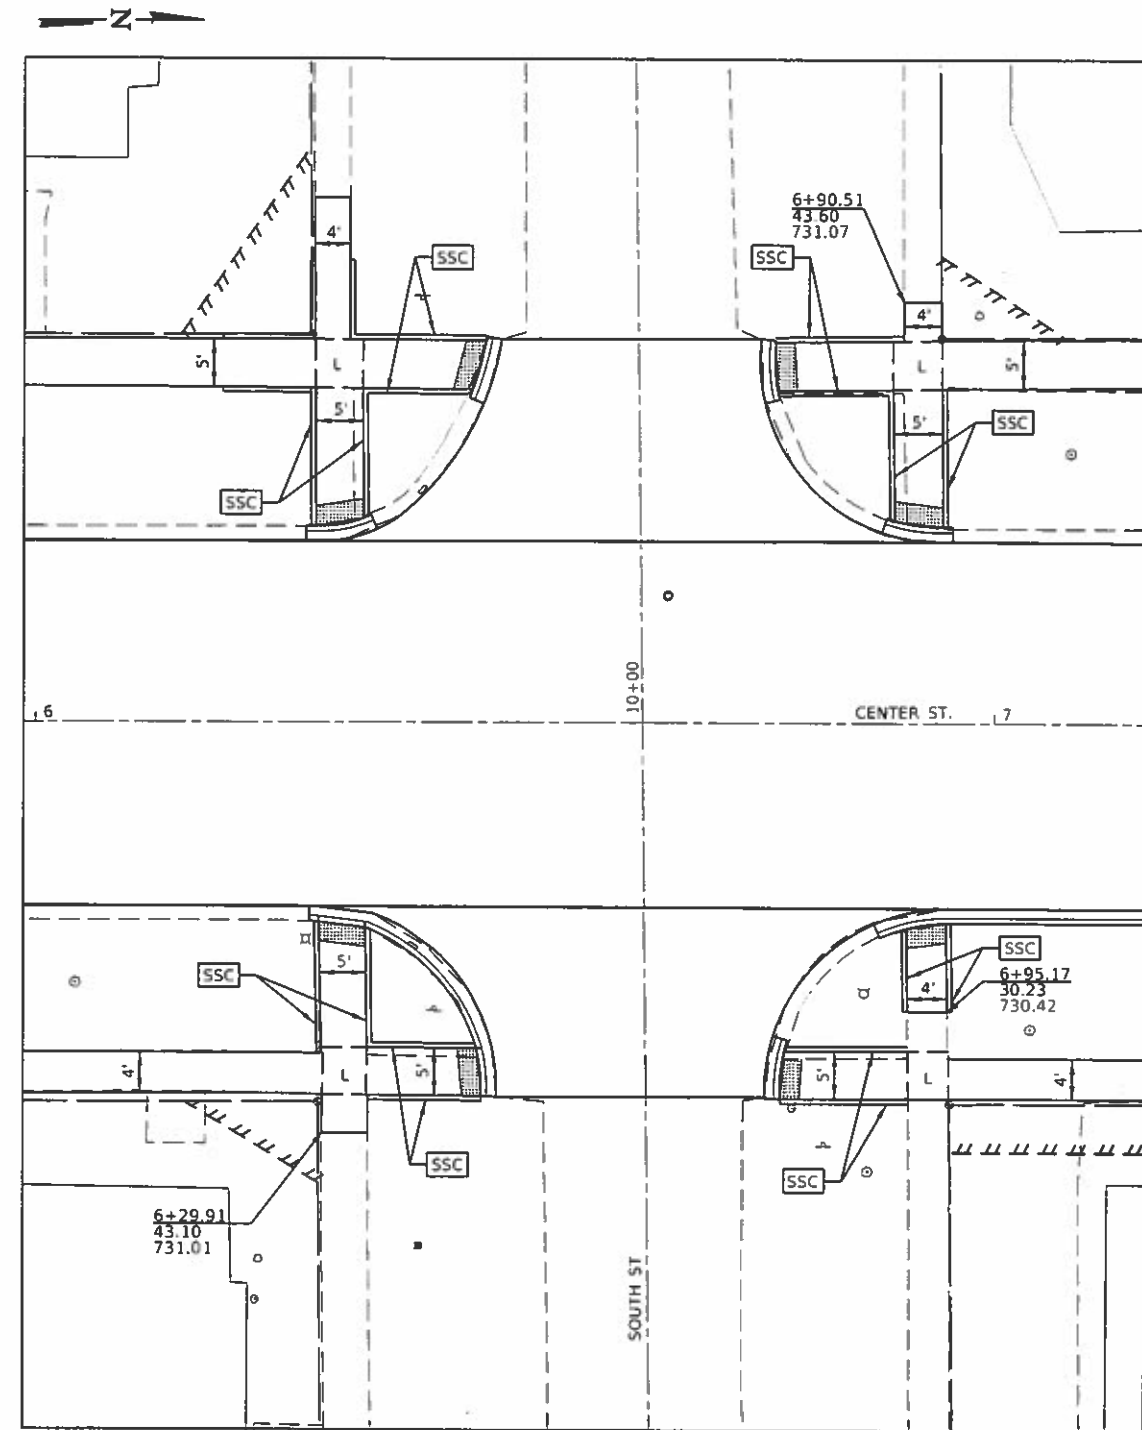 N
6+90.51
43.60
731.07
4'
SSC
SSC
4'
5'
L
L
5'
5'
5'
SSC
SSC
10+00
6
CENTER ST.
7
SSC
5'
SSC
4'
6+95.17
30.23
730.42
4'
L
5'
5'
L
4'
SSC
SSC
6+29.91
43.10
731.01
SOUTH ST